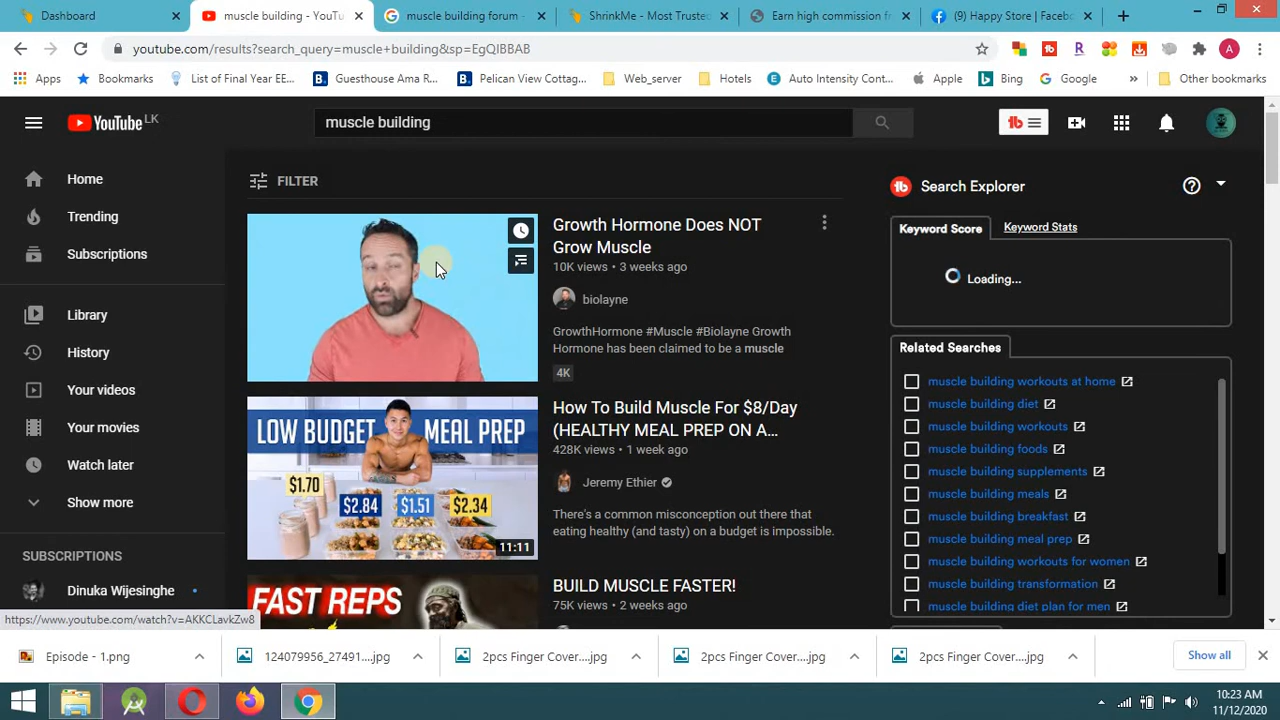 Dashboard
muscle building - YouTu
muscle building forum -
ShrinkMe - Most Truste
Earn high commission f
(9) Happy Store | Faceb
youtube.com/results?search_query=muscle+building&sp=EgQIBBAB
A
Apps
Bookmarks
List of Final Year EE...
Guesthouse Ama R...
Pelican View Cottag...
Web_server
Hotels
Auto Intensity Cont...
Apple
Bing
Google
»
Other bookmarks
YouTube LK
muscle building
Home
Trending
Subscriptions
Library
History
Your videos
Your movies
Watch later
Show more
SUBSCRIPTIONS
Dinuka Wijesinghe
https://www.youtube.com/watch?v=AKKCLavkZw8
FILTER
Growth Hormone Does NOT
Grow Muscle
10K views • 3 weeks ago
biolayne
GrowthHormone #Muscle #Biolayne Growth
Hormone has been claimed to be a muscle
4K
LOW BUDGET MEAL PREP
$1.70
$2.84
$1.51
$2.34
11:11
How To Build Muscle For $8/Day
(HEALTHY MEAL PREP ON A...
428K views • 1 week ago
Jeremy Ethier
There's a common misconception out there that
eating healthy (and tasty) on a budget is impossible.
FAST REPS
BUILD MUSCLE FASTER!
75K views • 2 weeks ago
Search Explorer
Keyword Score
Keyword Stats
Loading...
Related Searches
muscle building workouts at home
muscle building diet
muscle building workouts
muscle building foods
muscle building supplements
muscle building meals
muscle building breakfast
muscle building meal prep
muscle building workouts for women
muscle building transformation
muscle building diet plan for men
Episode - 1.png
124079956_27491....jpg
2pcs Finger Cover....jpg
2pcs Finger Cover....jpg
2pcs Finger Cover....jpg
Show all
10:23 AM
11/12/2020